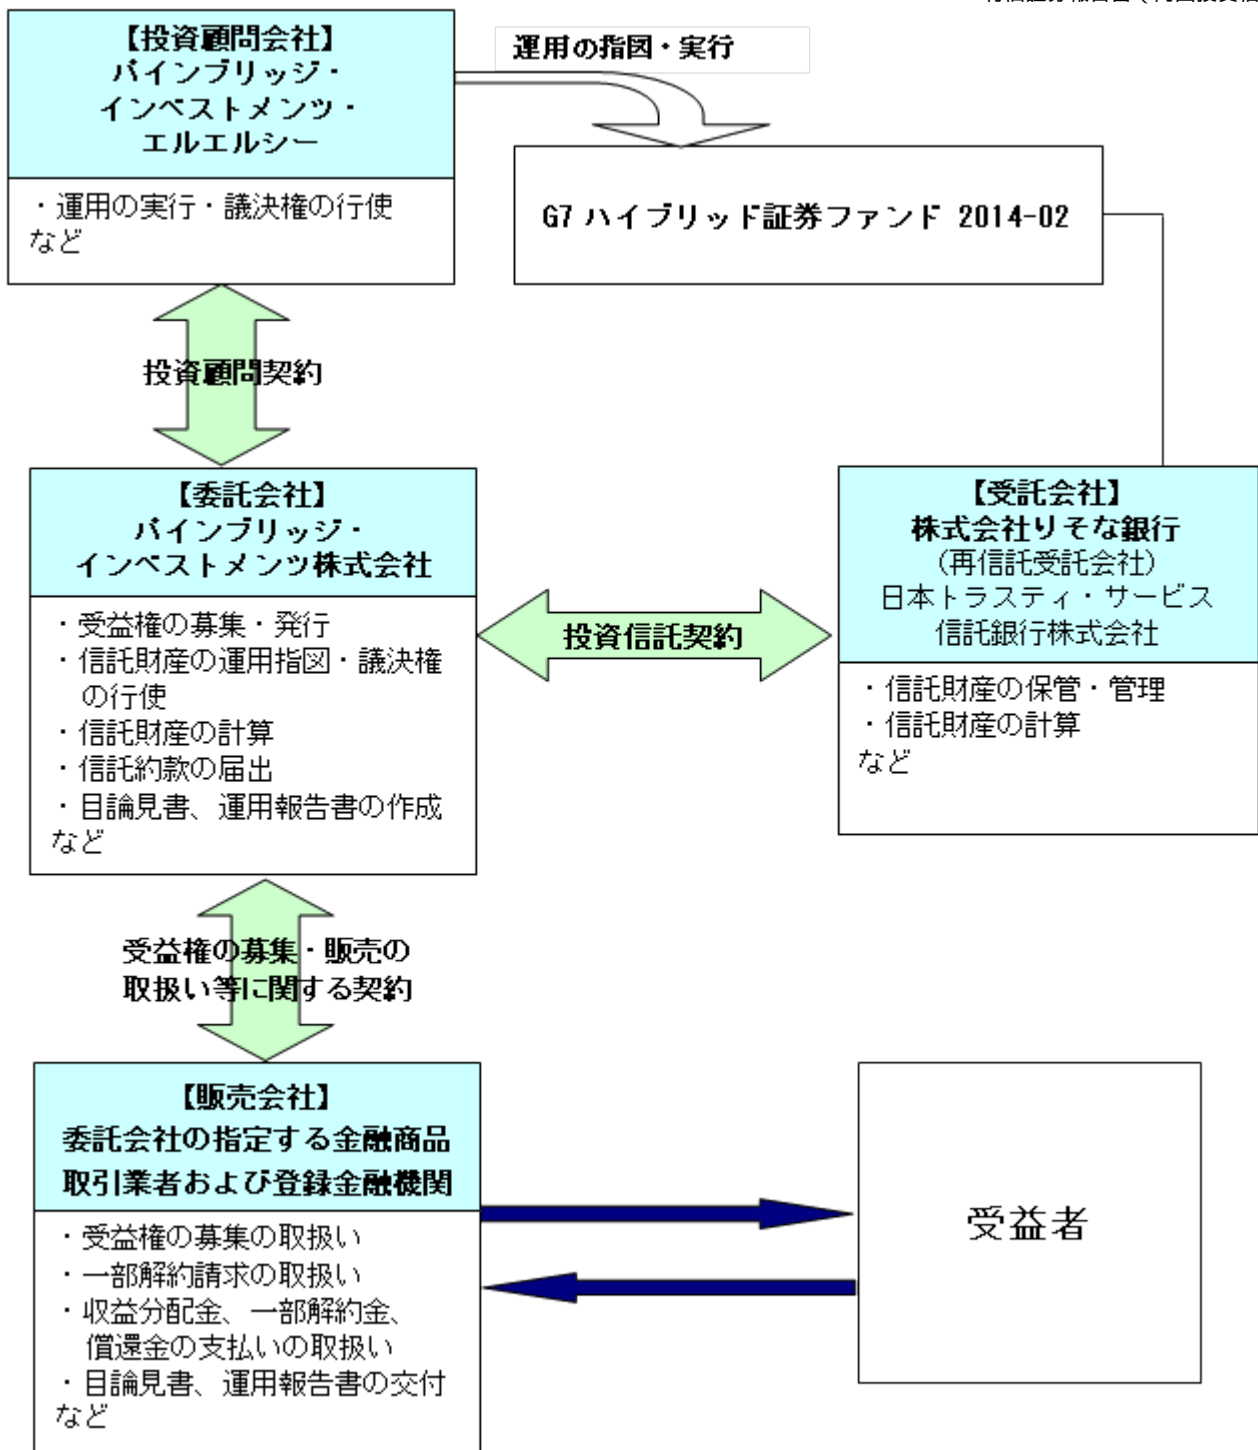 【投資顧問会社】
パインブリッジ・
インベストメンツ・
エルエルシー
・運用の実行・議決権の行使
など
運用の指図・実行
G7 ハイブリッド証券ファンド 2014-02
投資顧問契約
【委託会社】
パインブリッジ・
インベストメンツ株式会社
・受益権の募集・発行
・信託財産の運用指図・議決権
の行使
・信託財産の計算
・信託約款の届出
・目論見書、運用報告書の作成
など
投資信託契約
【受託会社】
株式会社りそな銀行
(再信託受託会社)
日本トラスティ・サービス
信託銀行株式会社
・信託財産の保管・管理
・信託財産の計算
など
受益権の募集・販売の
取扱い等に関する契約
【販売会社】
委託会社の指定する金融商品
取引業者および登録金融機関
・受益権の募集の取扱い
・一部解約請求の取扱い
・収益分配金、一部解約金、
償還金の支払いの取扱い
・目論見書、運用報告書の交付
など
受益者